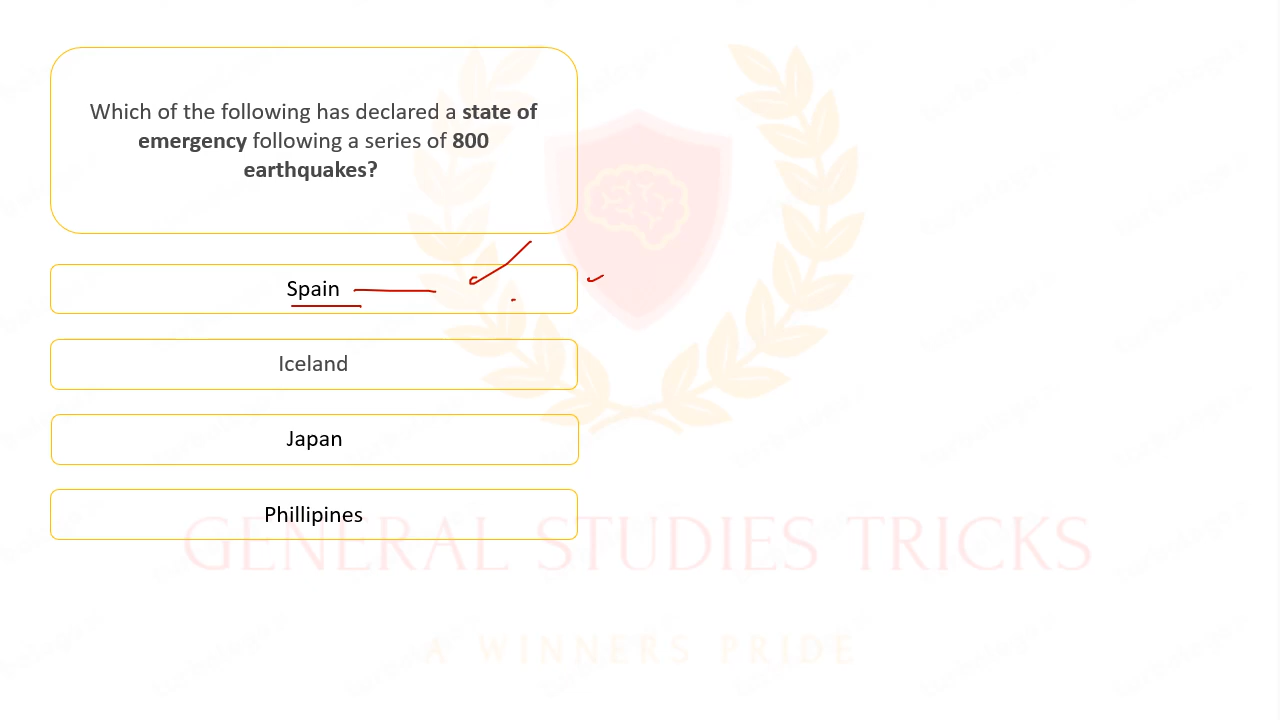 Which of the following has declared a state of
emergency following a series of 800
earthquakes?
Spain
Iceland
Japan
Phillipines
GENERAL STUDIES TRICKS
A WINNERS PRIDE